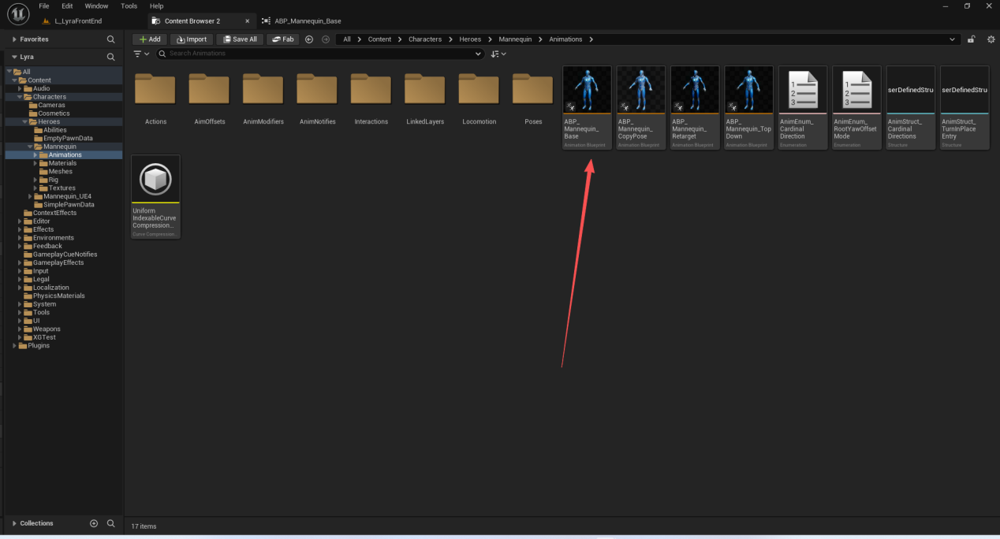 File Edit Window Tools Help
L_LyraFrontEnd
Content Browser 2
ABP_Mannequin_Base
Favorites
Add Import Save All Fab
All Content Characters Heroes Mannequin Animations
Lyra
Search Animations
All
Content
Audio
Characters
Cameras
Cosmetics
Heroes
Abilities
EmptyPawnData
Mannequin
Animations
Materials
Meshes
Rig
Textures
Mannequin_UE4
SimplePawnData
ContextEffects
Editor
Effects
Environments
Feedback
GameplayCueNotifies
GameplayEffects
Input
Legal
Localization
PhysicsMaterials
System
Tools
UI
Weapons
XGTest
Plugins
Collections
Actions
AimOffsets
AnimModifiers
AnimNotifies
Interactions
LinkedLayers
Locomotion
Poses
ABP_
Mannequin_
Base
Animation Blueprint
ABP_
Mannequin_
CopyPose
Animation Blueprint
ABP_
Mannequin_
Retarget
Animation Blueprint
ABP_
Mannequin_Top
Down
Animation Blueprint
1
2
3
AnimEnum_
Cardinal
Direction
Enumeration
1
2
3
AnimEnum_
RootYawOffset
Mode
Enumeration
serDefinedStru
AnimStruct_
Cardinal
Directions
Structure
serDefinedStru
AnimStruct_
TurnInPlace
Entry
Structure
Uniform
IndexableCurve
Compression...
Curve Compression...
17 items